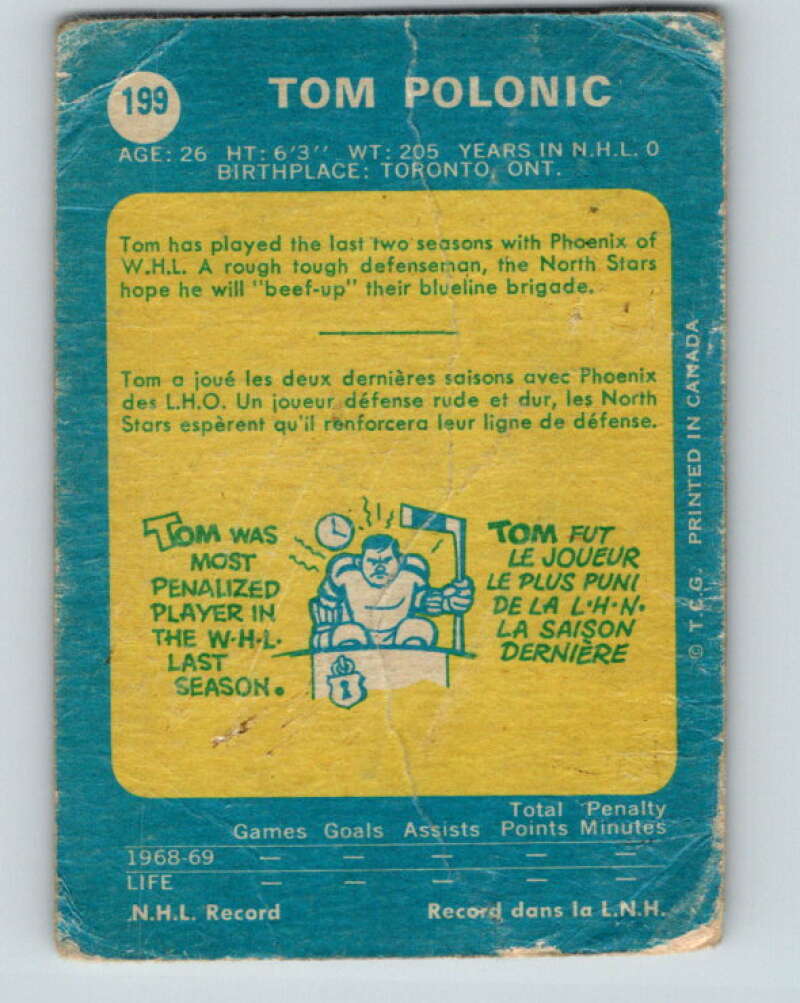 199
TOM POLONIC
AGE: 26 HT: 6'3'' WT: 205 YEARS IN N.H.L. 0
BIRTHPLACE: TORONTO, ONT.
Tom has played the last two seasons with Phoenix of
W.H.L. A rough tough defenseman, the North Stars
hope he will "beef-up" their blueline brigade.
Tom a joué les deux dernières saisons avec Phoenix
des L.H.O. Un joueur défense rude et dur, les North
Stars espèrent qu'il renforcera leur ligne de défense.
TOM WAS
MOST
PENALIZED
PLAYER IN
THE W·H·L·
LAST
SEASON.
TOM FUT
LE JOUEUR
LE PLUS PUNI
DE LA L·H·N·
LA SAISON
DERNIÈRE
© T.C.G. PRINTED IN CANADA
Games Goals Assists Total Points Penalty Minutes
1968-69 — — — — —
LIFE — — — — —
N.H.L. Record Record dans la L.N.H.